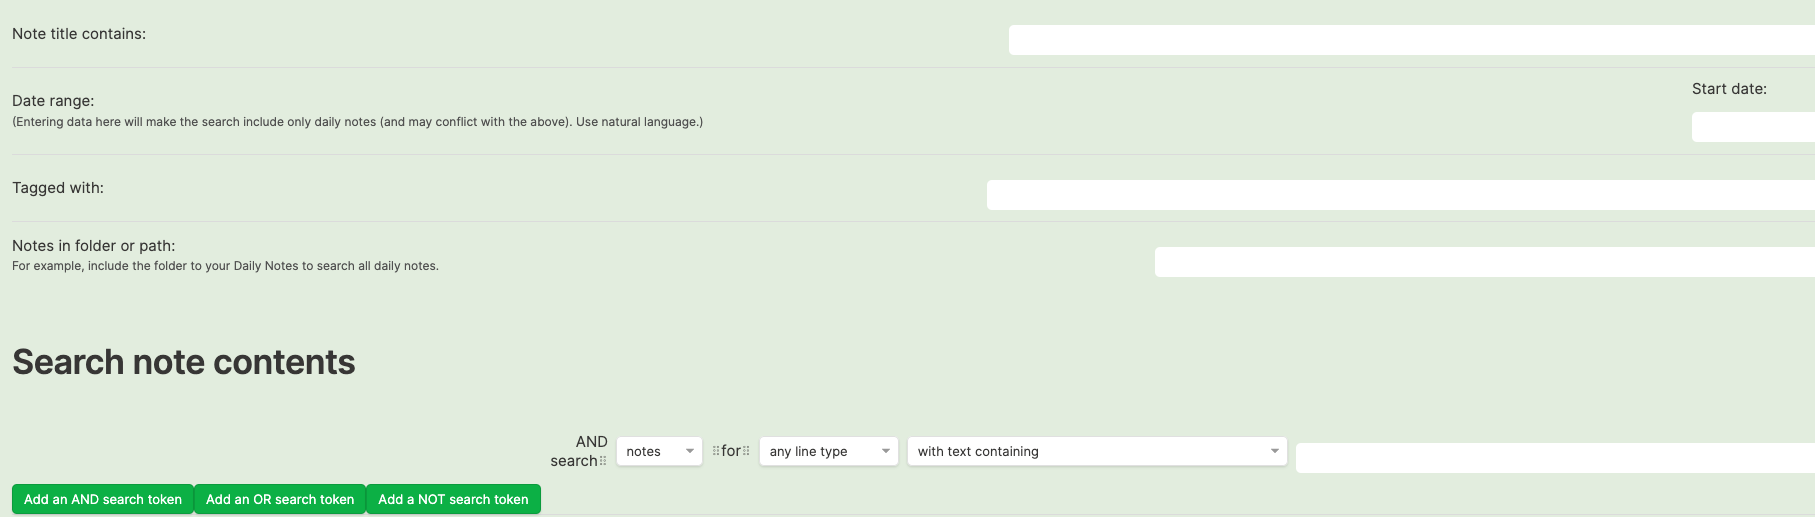 Note title contains:
Start date:
Date range:
(Entering data here will make the search include only daily notes (and may conflict with the above). Use natural language.)
Tagged with:
Notes in folder or path:
For example, include the folder to your Daily Notes to search all daily notes.
Search note contents
AND
search notes for any line type with text containing
Add an AND search token Add an OR search token Add a NOT search token